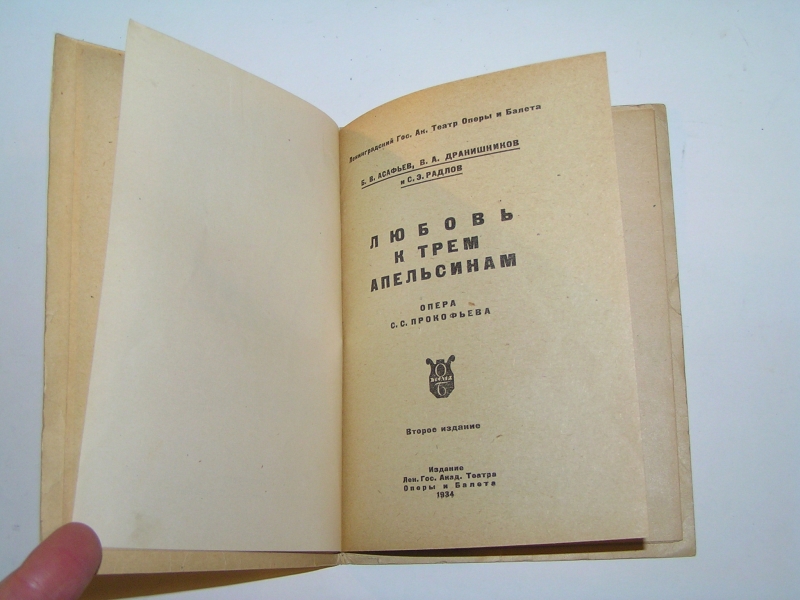 Ленинградский Гос. Ак. Театр Оперы и Балета
Б. В. АСАФЬЕВ, В. А. ДРАНИШНИКОВ
и С. Э. РАДЛОВ
ЛЮБОВЬ
К ТРЕМ
АПЕЛЬСИНАМ
ОПЕРА
С. С. ПРОКОФЬЕВА
Второе издание
Издание
Лен. Гос. Акад. Театра
Оперы и Балета
1934